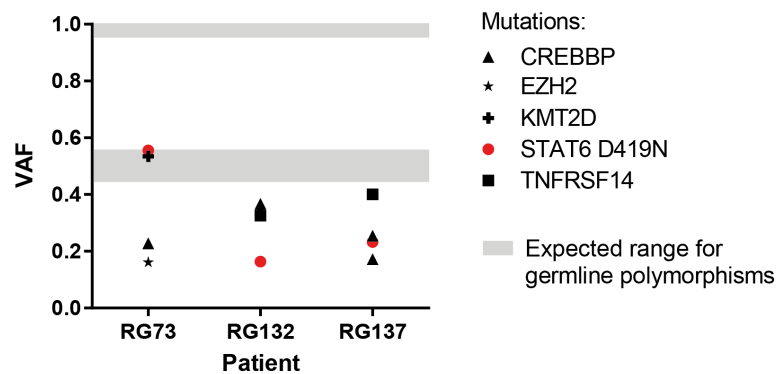 Mutations:
CREBBP
EZH2
KMT2D
STAT6 D419N
TNFRSF14
Expected range for
germline polymorphisms
VAF
1.0
0.8
0.6
0.4
0.2
0.0
RG73 RG132 RG137
Patient